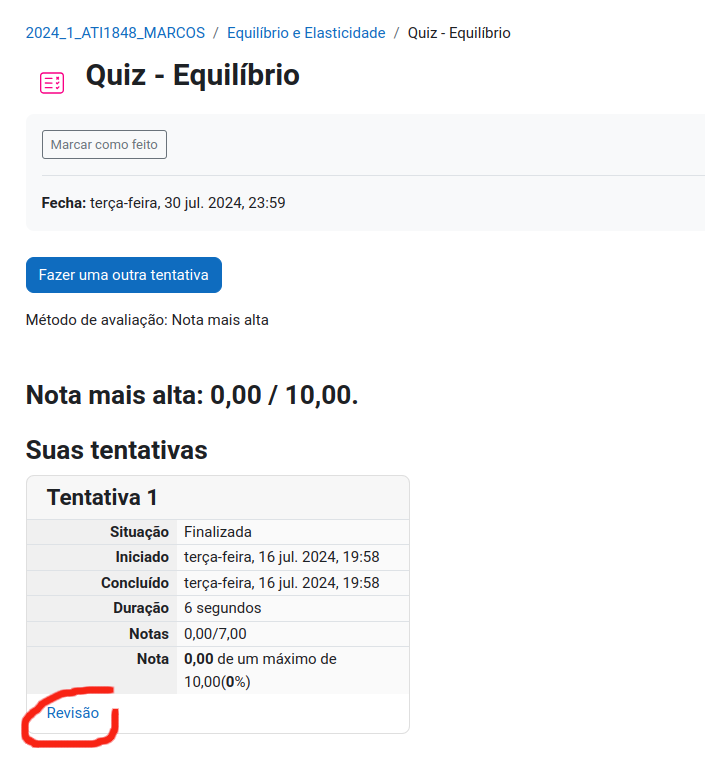 2024_1_ATI1848_MARCOS / Equilíbrio e Elasticidade / Quiz - Equilíbrio
Quiz - Equilíbrio
Marcar como feito
Fecha: terça-feira, 30 jul. 2024, 23:59
Fazer uma outra tentativa
Método de avaliação: Nota mais alta
Nota mais alta: 0,00 / 10,00.
Suas tentativas
Tentativa 1
Situação Finalizada
Iniciado terça-feira, 16 jul. 2024, 19:58
Concluído terça-feira, 16 jul. 2024, 19:58
Duração 6 segundos
Notas 0,00/7,00
Nota 0,00 de um máximo de
10,00(0%)
Revisão